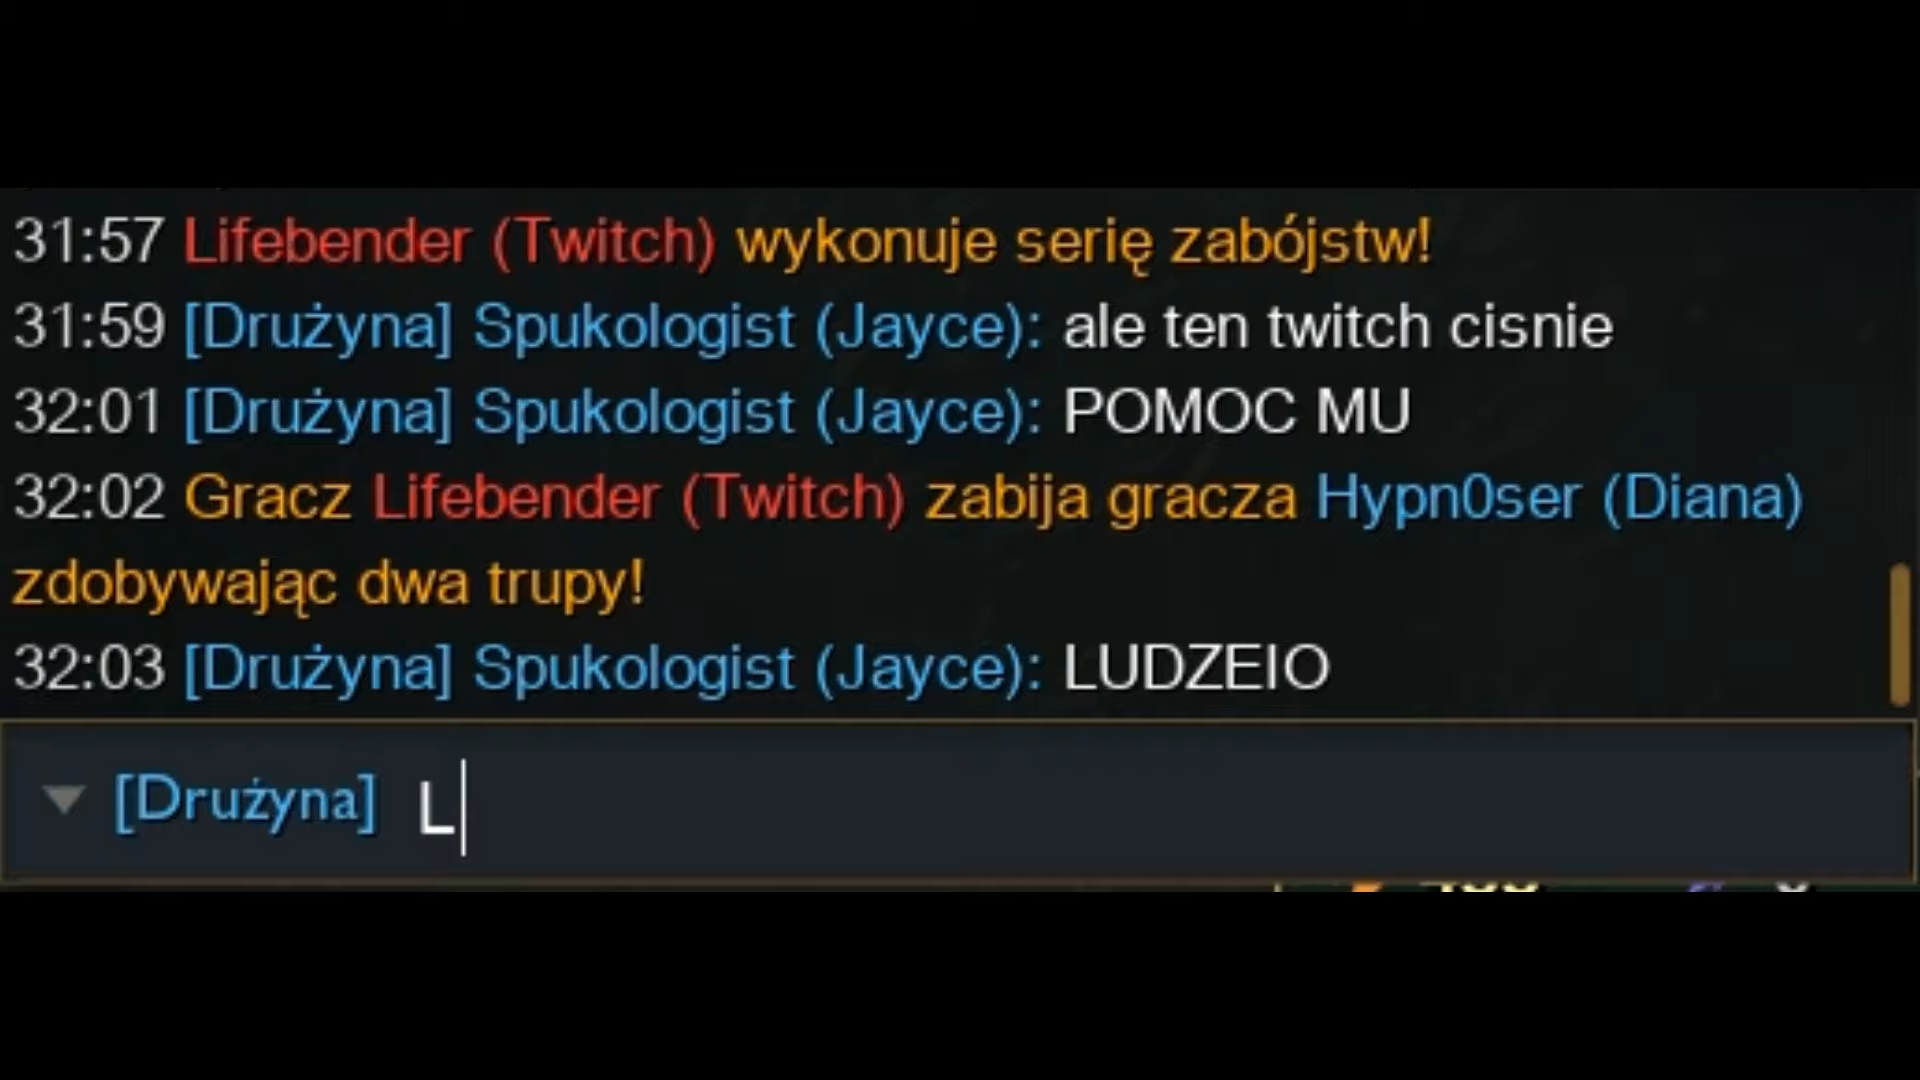 31:57 Lifebender (Twitch) wykonuje serię zabójstw!
31:59 [Drużyna] Spukologist (Jayce): ale ten twitch cisnie
32:01 [Drużyna] Spukologist (Jayce): POMOC MU
32:02 Gracz Lifebender (Twitch) zabija gracza Hypn0ser (Diana)
zdobywając dwa trupy!
32:03 [Drużyna] Spukologist (Jayce): LUDZEIO
[Drużyna] L